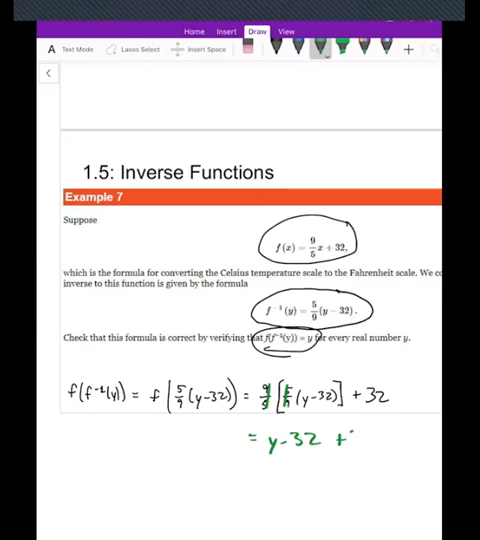 Home Insert Draw View
A Text Mode Lasso Select Insert Space
1.5: Inverse Functions
Example 7
Suppose
f(x) = 9/5 x + 32,
which is the formula for converting the Celsius temperature scale to the Fahrenheit scale. We co
inverse to this function is given by the formula
f⁻¹(y) = 5/9 (y − 32).
Check that this formula is correct by verifying that f(f⁻¹(y)) = y for every real number y.
f(f⁻¹(y)) = f(5/9 (y-32)) = 9/5 [5/9 (y-32)] + 32
= y-32 +